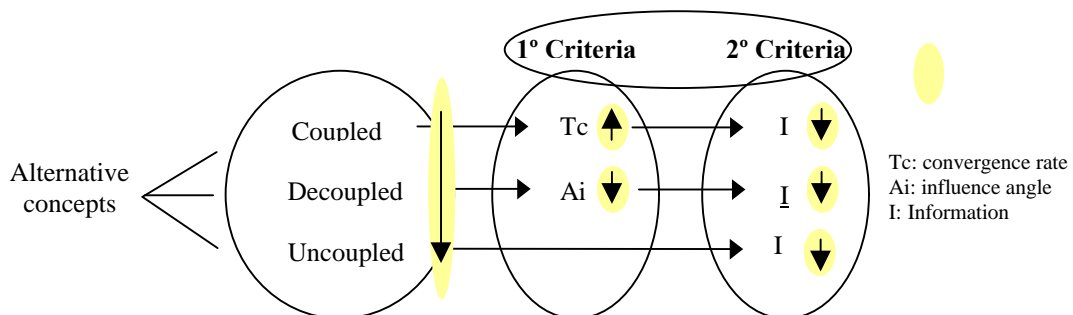 1º Criteria
2º Criteria
Coupled
Tc
I
Alternative
concepts
Decoupled
Ai
I
Uncoupled
I
Tc: convergence rate
Ai: influence angle
I: Information